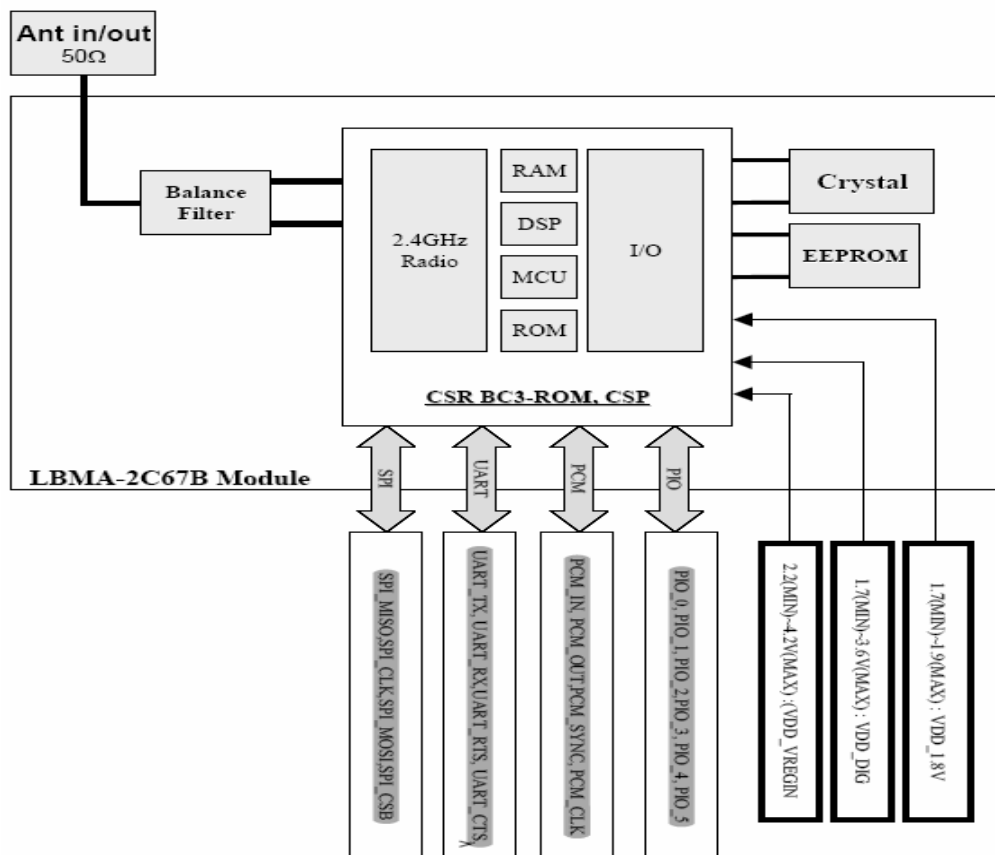 Ant in/out
50Ω
Balance
Filter
2.4GHz
Radio
RAM
DSP
MCU
ROM
I/O
Crystal
EEPROM
CSR BC3-ROM, CSP
LBMA-2C67B Module
SPI
UART
PCM
PIO
SPI_MISO,SPI_CLK,SPI_MOSI,SPI_CSB
UART_TX, UART_RX,UART_RTS, UART_CTS,
PCM_IN, PCM_OUT,PCM_SYNC, PCM_CLK
PIO_0, PIO_1, PIO_2,PIO_3, PIO_4, PIO_5
2.2(MIN)~4.2V(MAX) :(VDD_VREGIN
1.7(MIN)~3.6V(MAX) : VDD_DIG
1.7(MIN)~1.9(MAX) : VDD_1.8V